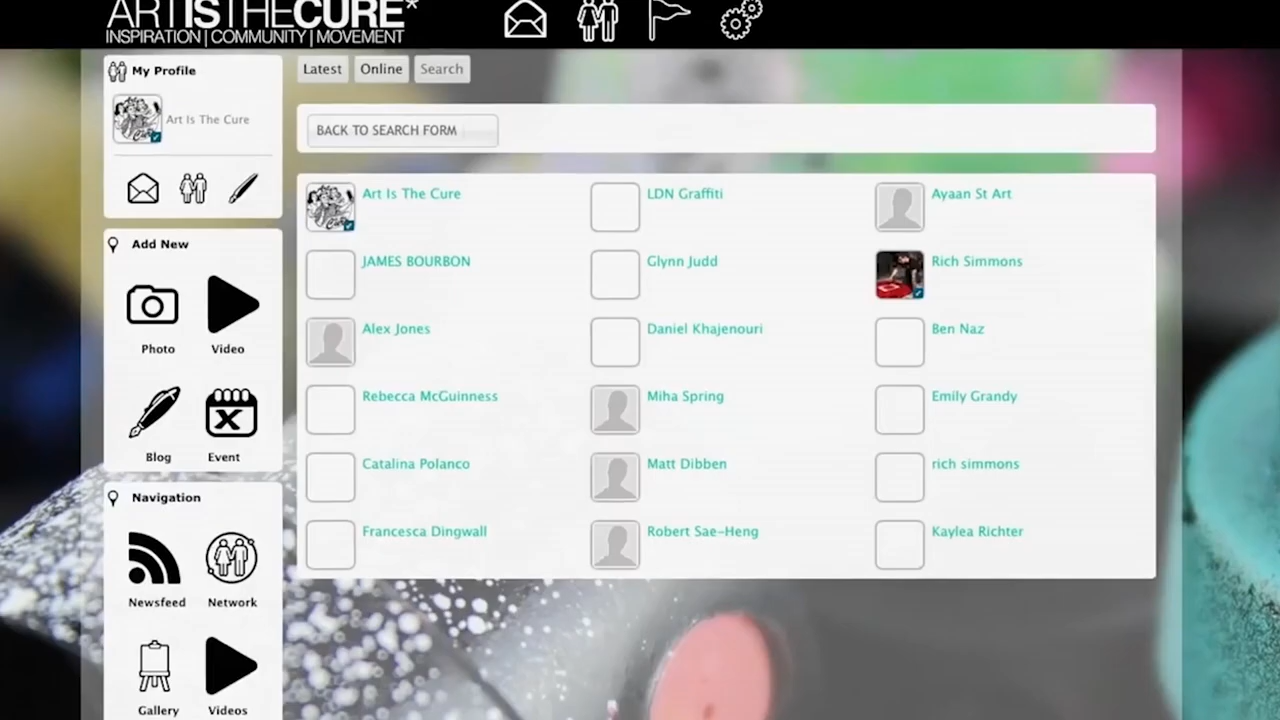 ARTISTHECURE*
INSPIRATION | COMMUNITY | MOVEMENT
My Profile
Art Is The Cure
Add New
Photo
Video
Blog
Event
Navigation
Newsfeed
Network
Gallery
Videos
Latest
Online
Search
BACK TO SEARCH FORM
Art Is The Cure
LDN Graffiti
Ayaan St Art
JAMES BOURBON
Glynn Judd
Rich Simmons
Alex Jones
Daniel Khajenouri
Ben Naz
Rebecca McGuinness
Miha Spring
Emily Grandy
Catalina Polanco
Matt Dibben
rich simmons
Francesca Dingwall
Robert Sae-Heng
Kaylea Richter